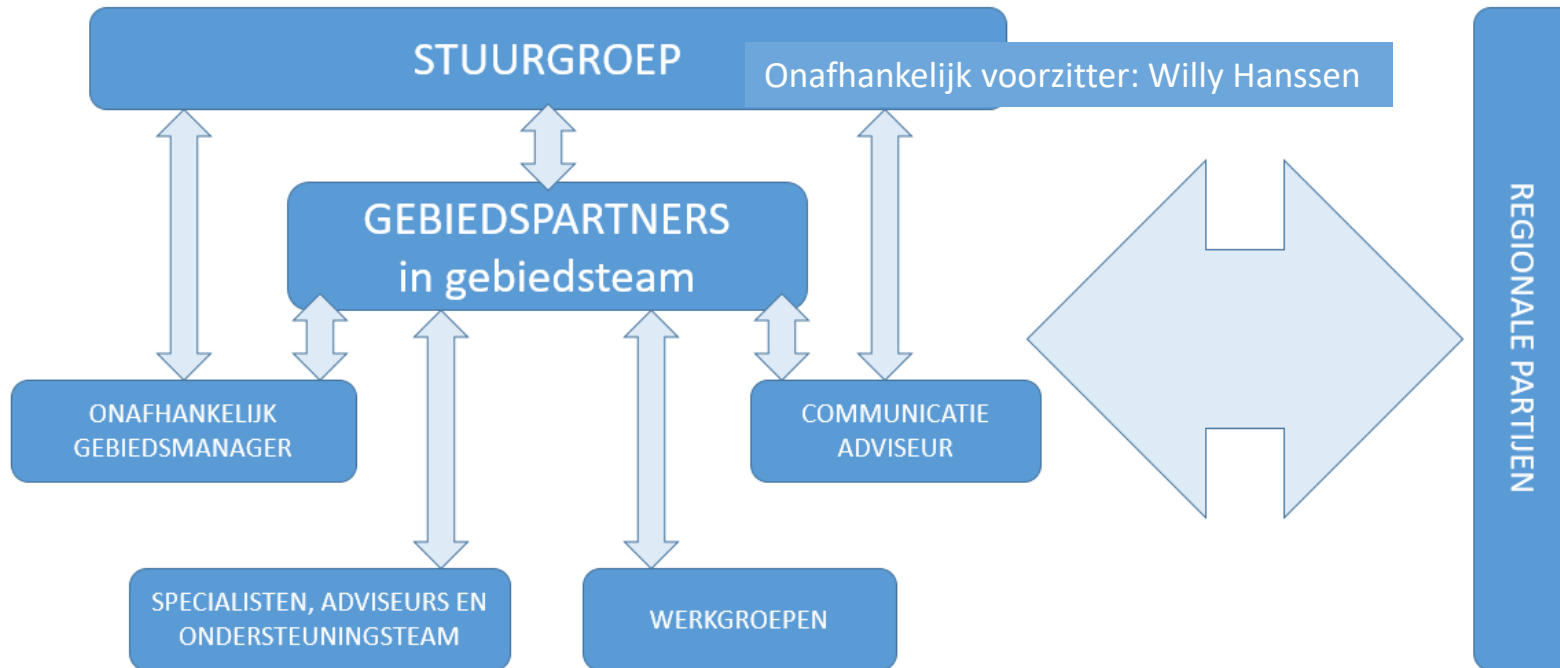 STUURGROEP
Onafhankelijk voorzitter: Willy Hanssen
GEBIEDSPARTNERS
in gebiedsteam
ONAFHANKELIJK
GEBIEDSMANAGER
COMMUNICATIE
ADVISEUR
SPECIALISTEN, ADVISEURS EN
ONDERSTEUNINGSTEAM
WERKGROEPEN
REGIONALE PARTIJEN